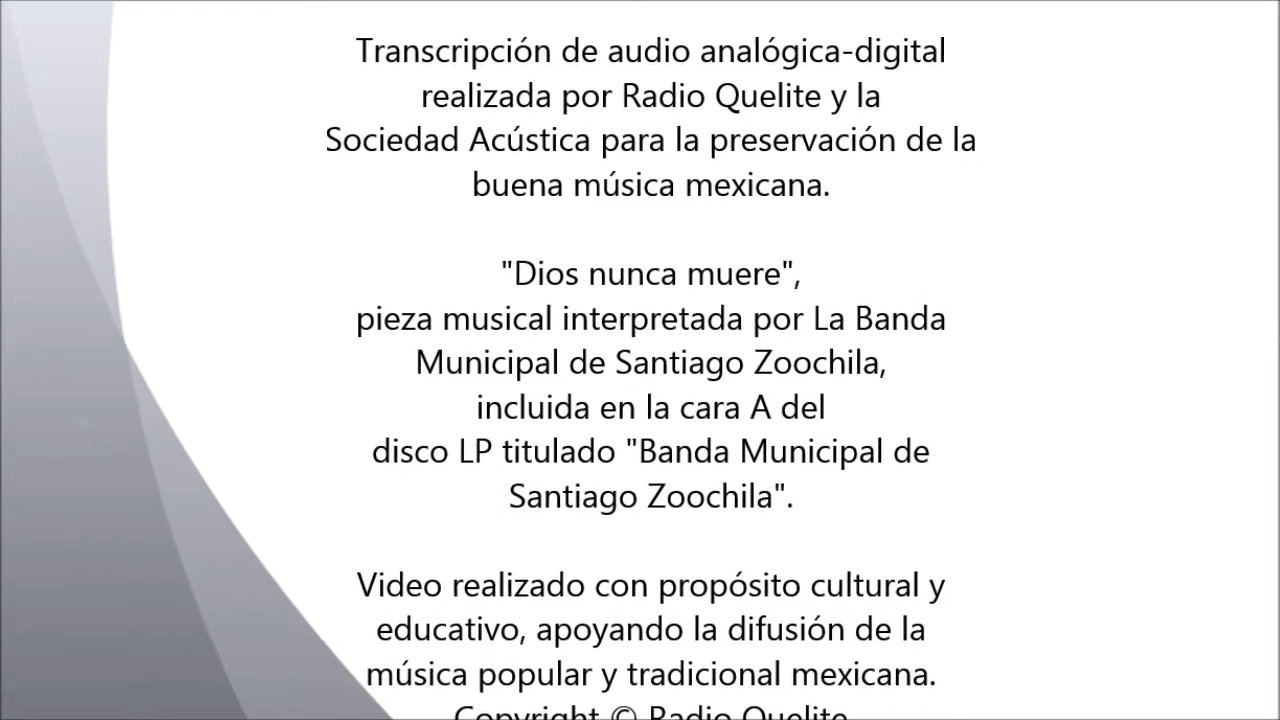 Transcripción de audio analógica-digital
realizada por Radio Quelite y la
Sociedad Acústica para la preservación de la
buena música mexicana.
"Dios nunca muere",
pieza musical interpretada por La Banda
Municipal de Santiago Zoochila,
incluida en la cara A del
disco LP titulado "Banda Municipal de
Santiago Zoochila".
Video realizado con propósito cultural y
educativo, apoyando la difusión de la
música popular y tradicional mexicana.
Copyright © Radio Quelite